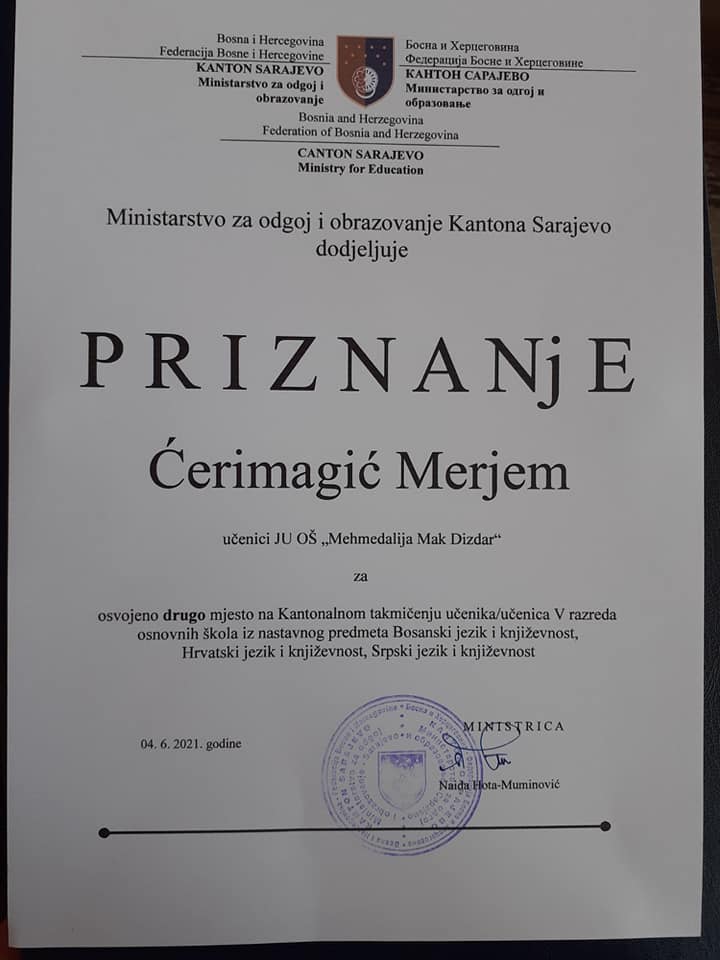 Bosna i Hercegovina
Federacija Bosne i Hercegovine
KANTON SARAJEVO
Ministarstvo za odgoj i
obrazovanje
Босна и Херцеговина
Федерација Босне и Херцеговине
КАНТОН САРАЈЕВО
Министарство за одгој и
образовање
Bosnia and Herzegovina
Federation of Bosnia and Herzegovina
CANTON SARAJEVO
Ministry for Education
Ministarstvo za odgoj i obrazovanje Kantona Sarajevo
dodjeljuje
P R I Z N A Nj E
Ćerimagić Merjem
učenici JU OŠ „Mehmedalija Mak Dizdar“
za
osvojeno drugo mjesto na Kantonalnom takmičenju učenika/učenica V razreda
osnovnih škola iz nastavnog predmeta Bosanski jezik i književnost,
Hrvatski jezik i književnost, Srpski jezik i književnost
MINISTRICA
04. 6. 2021. godine
Naida Hota-Muminović